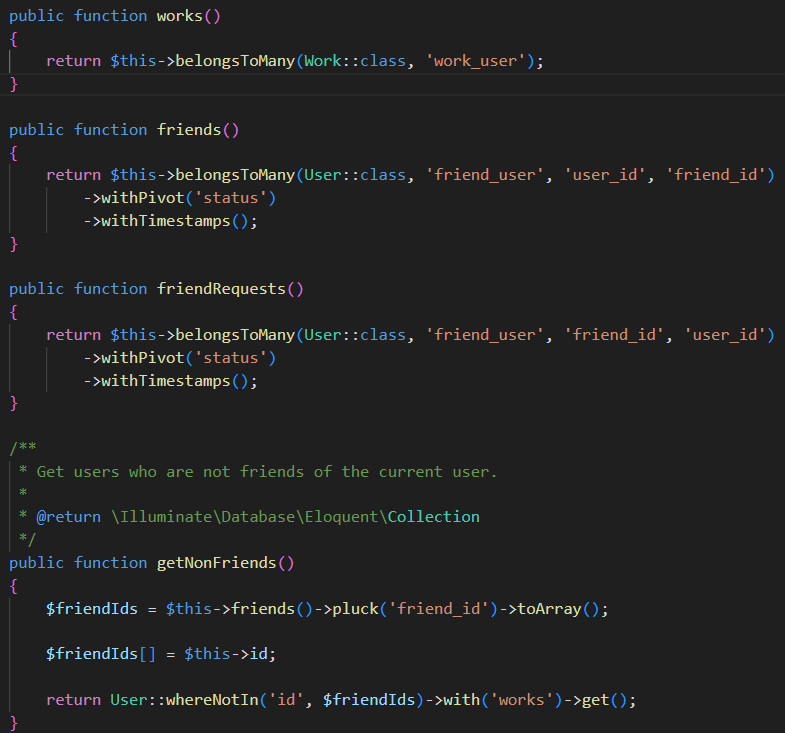 public function works()
{
    return $this->belongsToMany(Work::class, 'work_user');
}

public function friends()
{
    return $this->belongsToMany(User::class, 'friend_user', 'user_id', 'friend_id')
        ->withPivot('status')
        ->withTimestamps();
}

public function friendRequests()
{
    return $this->belongsToMany(User::class, 'friend_user', 'friend_id', 'user_id')
        ->withPivot('status')
        ->withTimestamps();
}

/**
 * Get users who are not friends of the current user.
 *
 * @return \Illuminate\Database\Eloquent\Collection
 */
public function getNonFriends()
{
    $friendIds = $this->friends()->pluck('friend_id')->toArray();

    $friendIds[] = $this->id;

    return User::whereNotIn('id', $friendIds)->with('works')->get();
}